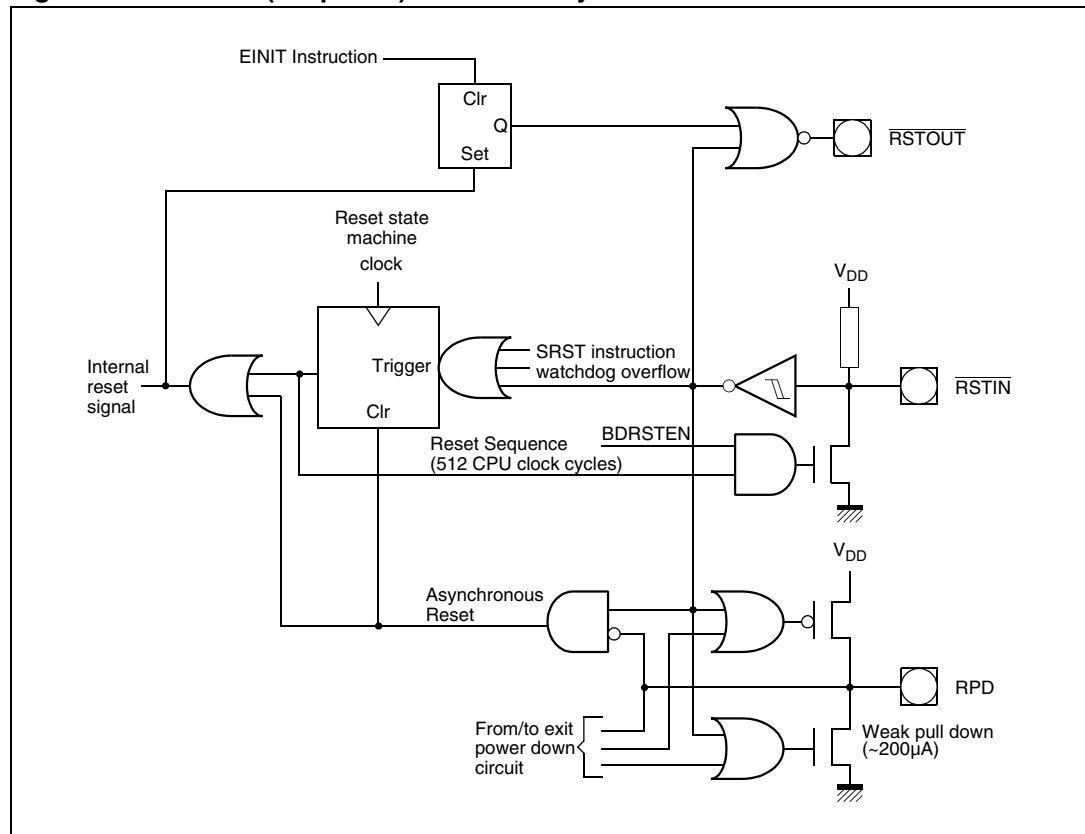 EINIT Instruction
Clr
Q
Set
RSTOUT
Reset state
machine
clock
VDD
Internal
reset
signal
Trigger
SRST instruction
watchdog overflow
RSTIN
Clr
BDRSTEN
Reset Sequence
(512 CPU clock cycles)
VDD
Asynchronous
Reset
RPD
From/to exit
power down
circuit
Weak pull down
(~200µA)